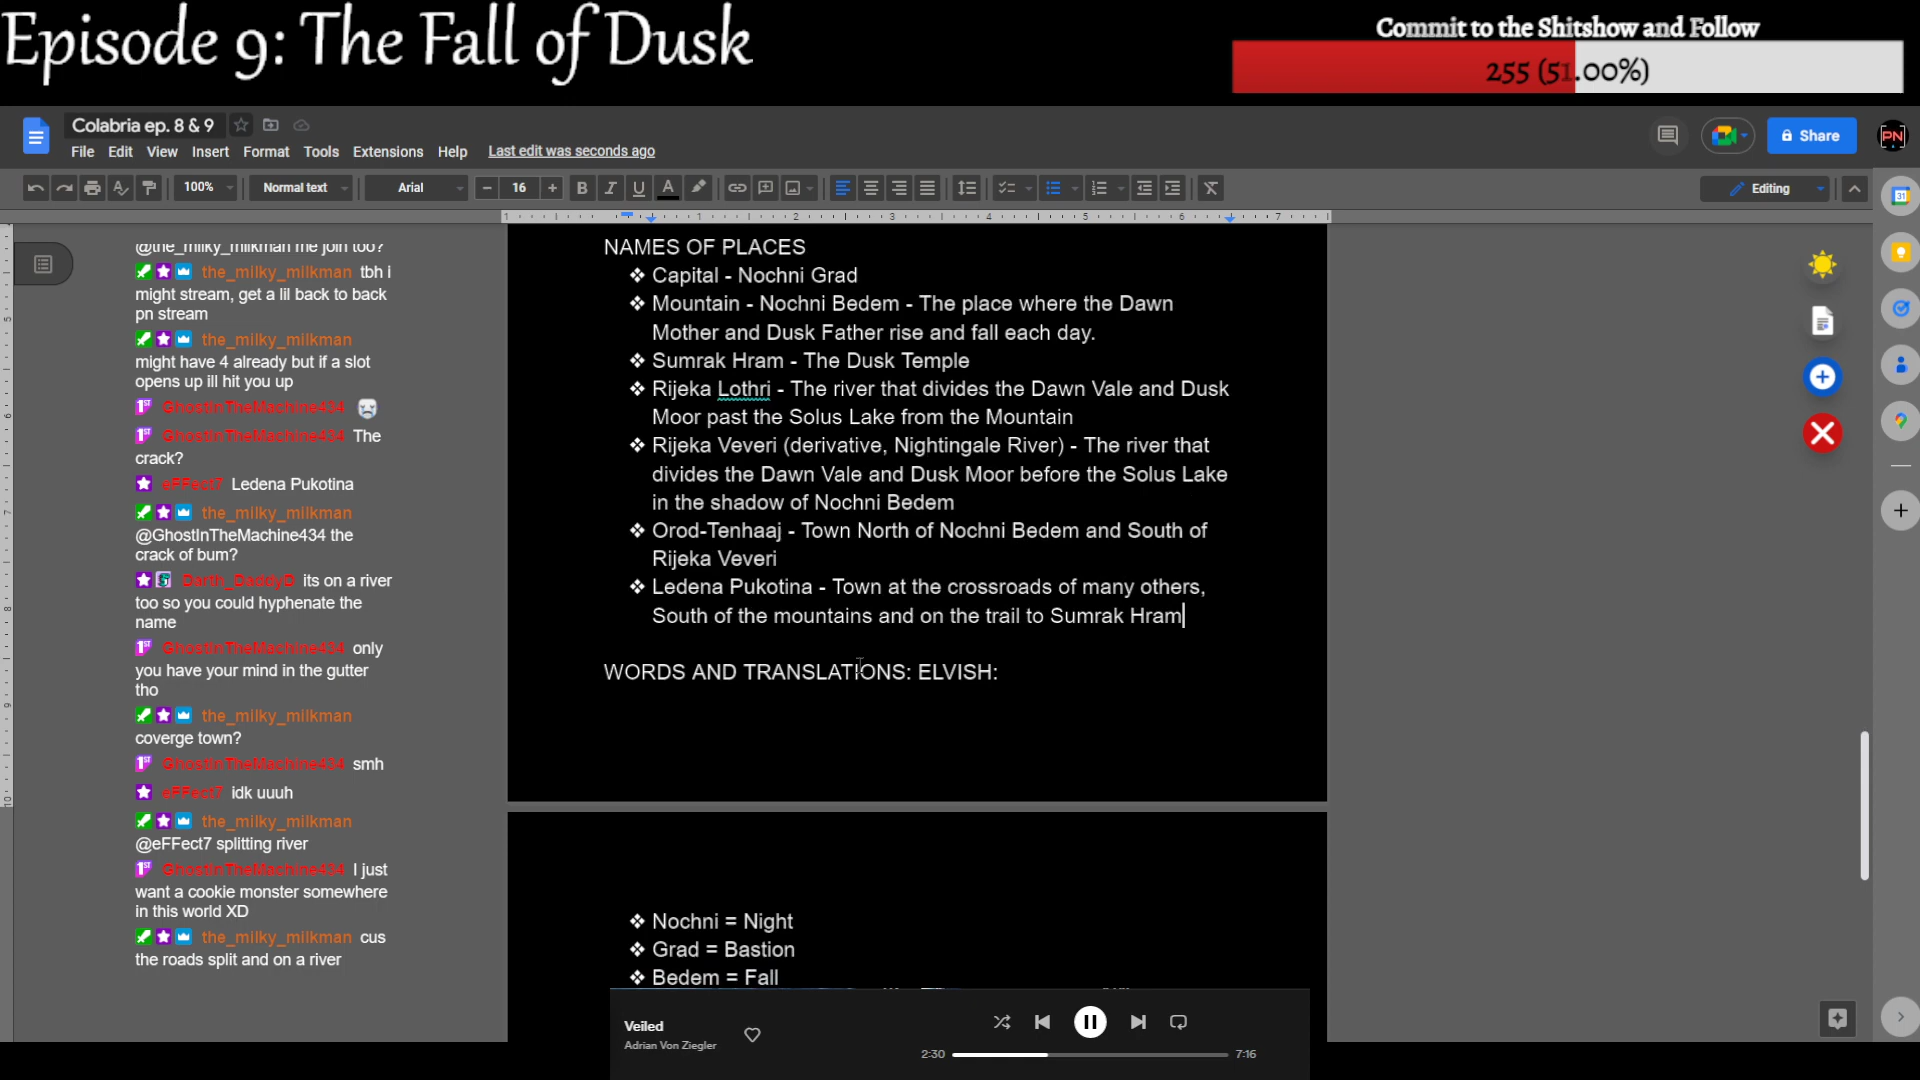 Episode 9: The Fall of Dusk
Commit to the Shitshow and Follow
255 (51.00%)
Colabria ep. 8 & 9
File Edit View Insert Format Tools Extensions Help Last edit was seconds ago
Share
PN
100% Normal text Arial 16 Editing
@the_milky_milkman me join too?
the_milky_milkman tbh i
might stream, get a lil back to back
pn stream
the_milky_milkman
might have 4 already but if a slot
opens up ill hit you up
GhostInTheMachine434
GhostInTheMachine434 The
crack?
eFFect7 Ledena Pukotina
the_milky_milkman
@GhostInTheMachine434 the
crack of bum?
Darth_DaddyD its on a river
too so you could hyphenate the
name
GhostInTheMachine434 only
you have your mind in the gutter
tho
the_milky_milkman
coverge town?
GhostInTheMachine434 smh
eFFect7 idk uuuh
the_milky_milkman
@eFFect7 splitting river
GhostInTheMachine434 I just
want a cookie monster somewhere
in this world XD
the_milky_milkman cus
the roads split and on a river
NAMES OF PLACES
❖ Capital - Nochni Grad
❖ Mountain - Nochni Bedem - The place where the Dawn
Mother and Dusk Father rise and fall each day.
❖ Sumrak Hram - The Dusk Temple
❖ Rijeka Lothri - The river that divides the Dawn Vale and Dusk
Moor past the Solus Lake from the Mountain
❖ Rijeka Veveri (derivative, Nightingale River) - The river that
divides the Dawn Vale and Dusk Moor before the Solus Lake
in the shadow of Nochni Bedem
❖ Orod-Tenhaaj - Town North of Nochni Bedem and South of
Rijeka Veveri
❖ Ledena Pukotina - Town at the crossroads of many others,
South of the mountains and on the trail to Sumrak Hram
WORDS AND TRANSLATIONS: ELVISH:
❖ Nochni = Night
❖ Grad = Bastion
❖ Bedem = Fall
Veiled
Adrian Von Ziegler
2:30 7:16